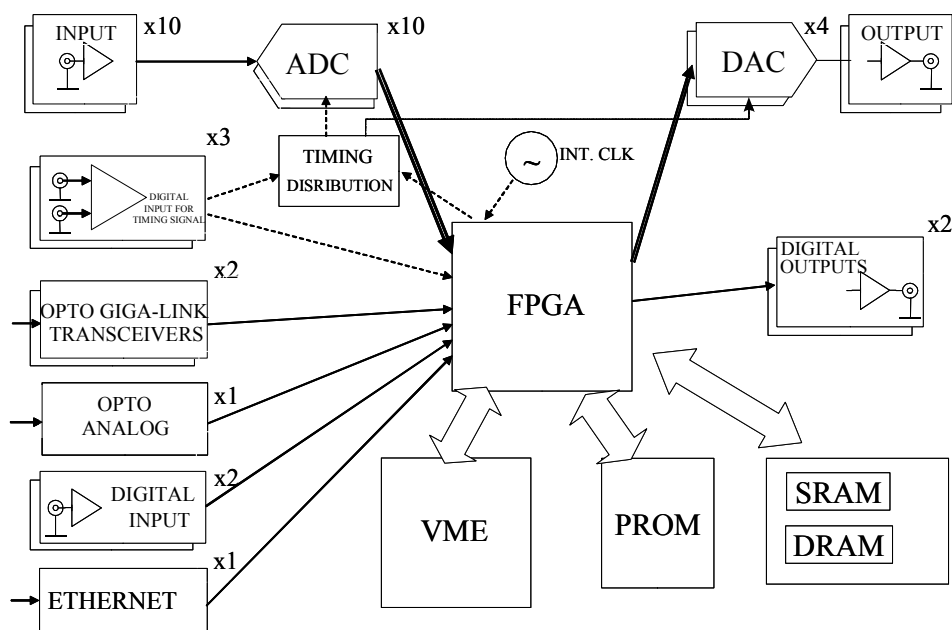 INPUT
x10
ADC
x10
DAC
x4
OUTPUT
x3
DIGITAL
INPUT FOR
TIMING SIGNAL
TIMING
DISRIBUTION
~
INT. CLK
x2
OPTO GIGA-LINK
TRANSCEIVERS
FPGA
x2
DIGITAL
OUTPUTS
x1
OPTO
ANALOG
x2
DIGITAL
INPUT
x1
ETHERNET
VME
PROM
SRAM
DRAM